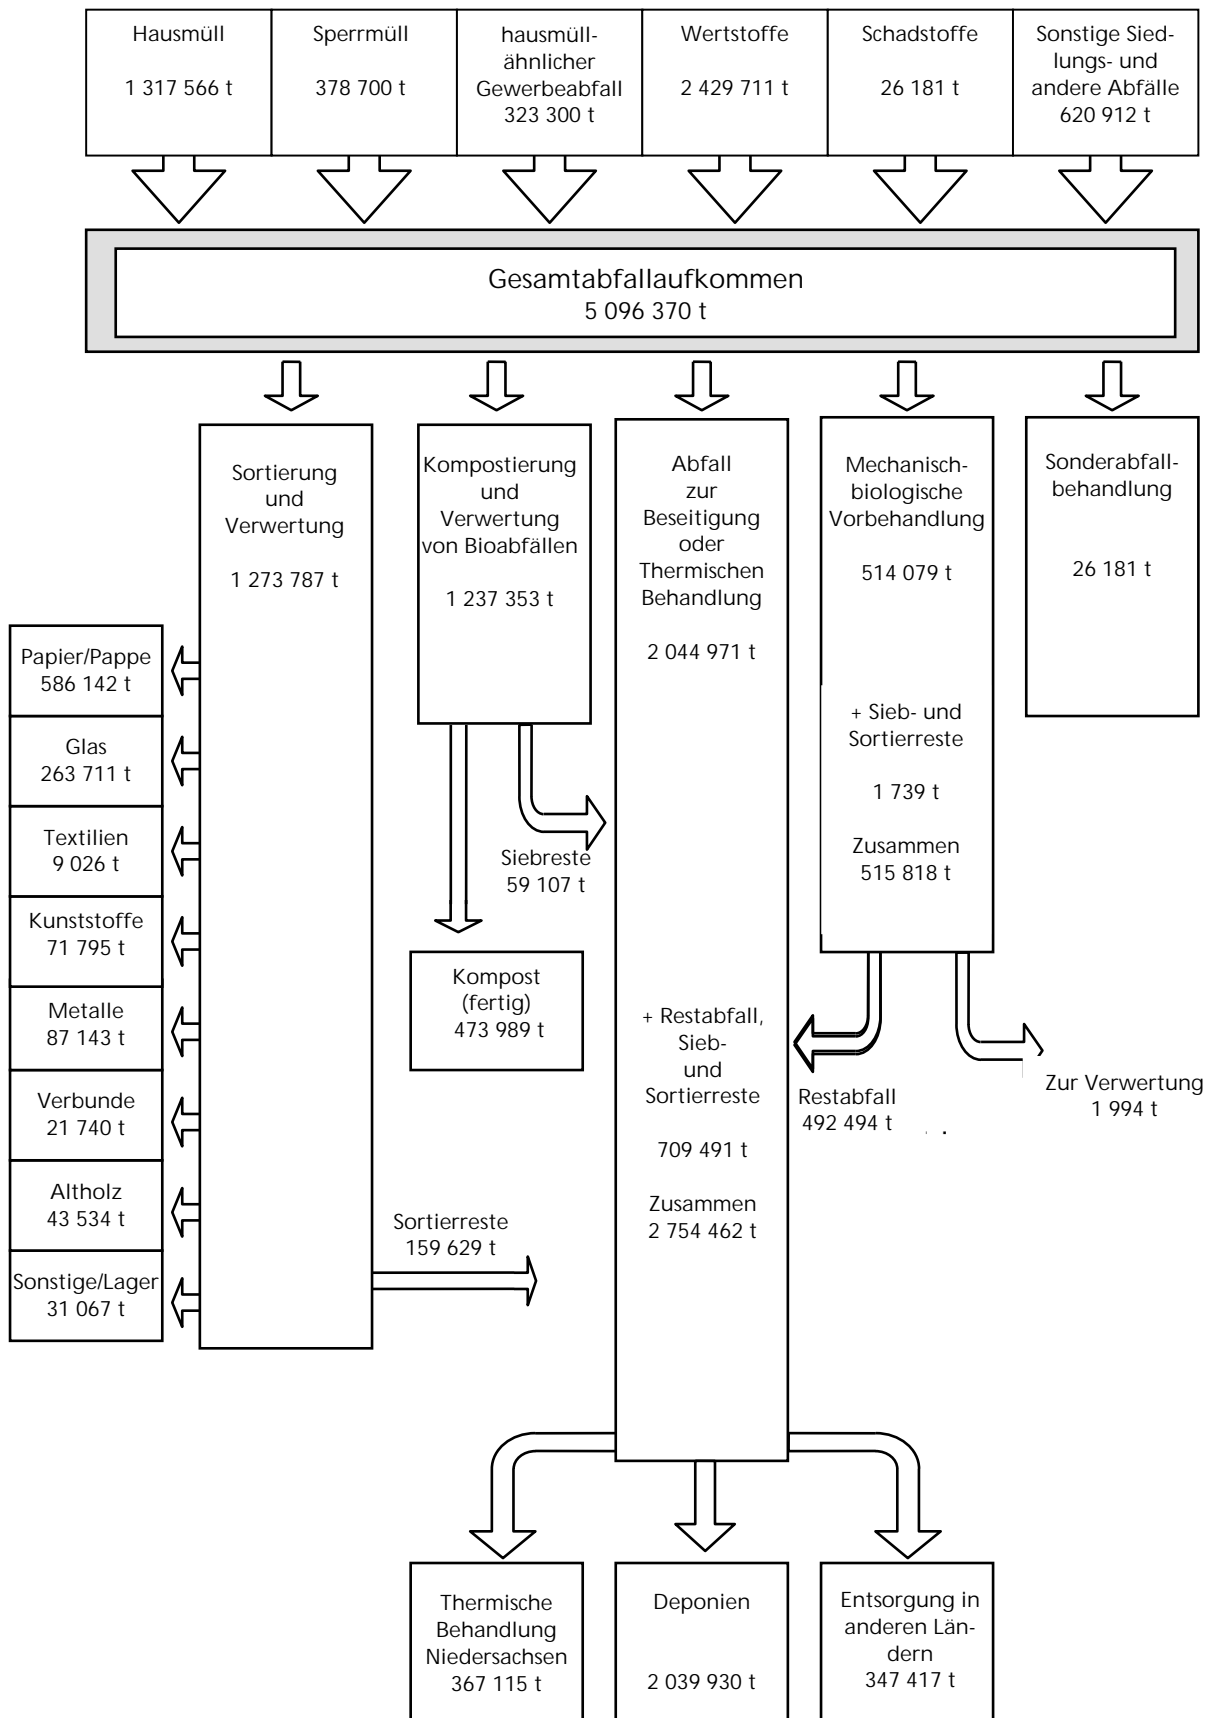 Hausmüll
1 317 566 t
Sperrmüll
378 700 t
hausmüll-
ähnlicher
Gewerbeabfall
323 300 t
Wertstoffe
2 429 711 t
Schadstoffe
26 181 t
Sonstige Sied-
lungs- und
andere Abfälle
620 912 t
Gesamtabfallaufkommen
5 096 370 t
Sortierung
und
Verwertung
1 273 787 t
Kompostierung
und
Verwertung
von Bioabfällen
1 237 353 t
Abfall
zur
Beseitigung
oder
Thermischen
Behandlung
2 044 971 t
Mechanisch-
biologische
Vorbehandlung
514 079 t
+ Sieb- und
Sortierreste
1 739 t
Zusammen
515 818 t
Sonderabfall-
behandlung
26 181 t
Papier/Pappe
586 142 t
Glas
263 711 t
Textilien
9 026 t
Kunststoffe
71 795 t
Metalle
87 143 t
Verbunde
21 740 t
Altholz
43 534 t
Sonstige/Lager
31 067 t
Siebreste
59 107 t
Kompost
(fertig)
473 989 t
+ Restabfall,
Sieb-
und
Sortierreste
709 491 t
Zusammen
2 754 462 t
Restabfall
492 494 t
Zur Verwertung
1 994 t
Sortierreste
159 629 t
Thermische
Behandlung
Niedersachsen
367 115 t
Deponien
2 039 930 t
Entsorgung in
anderen Län-
dern
347 417 t